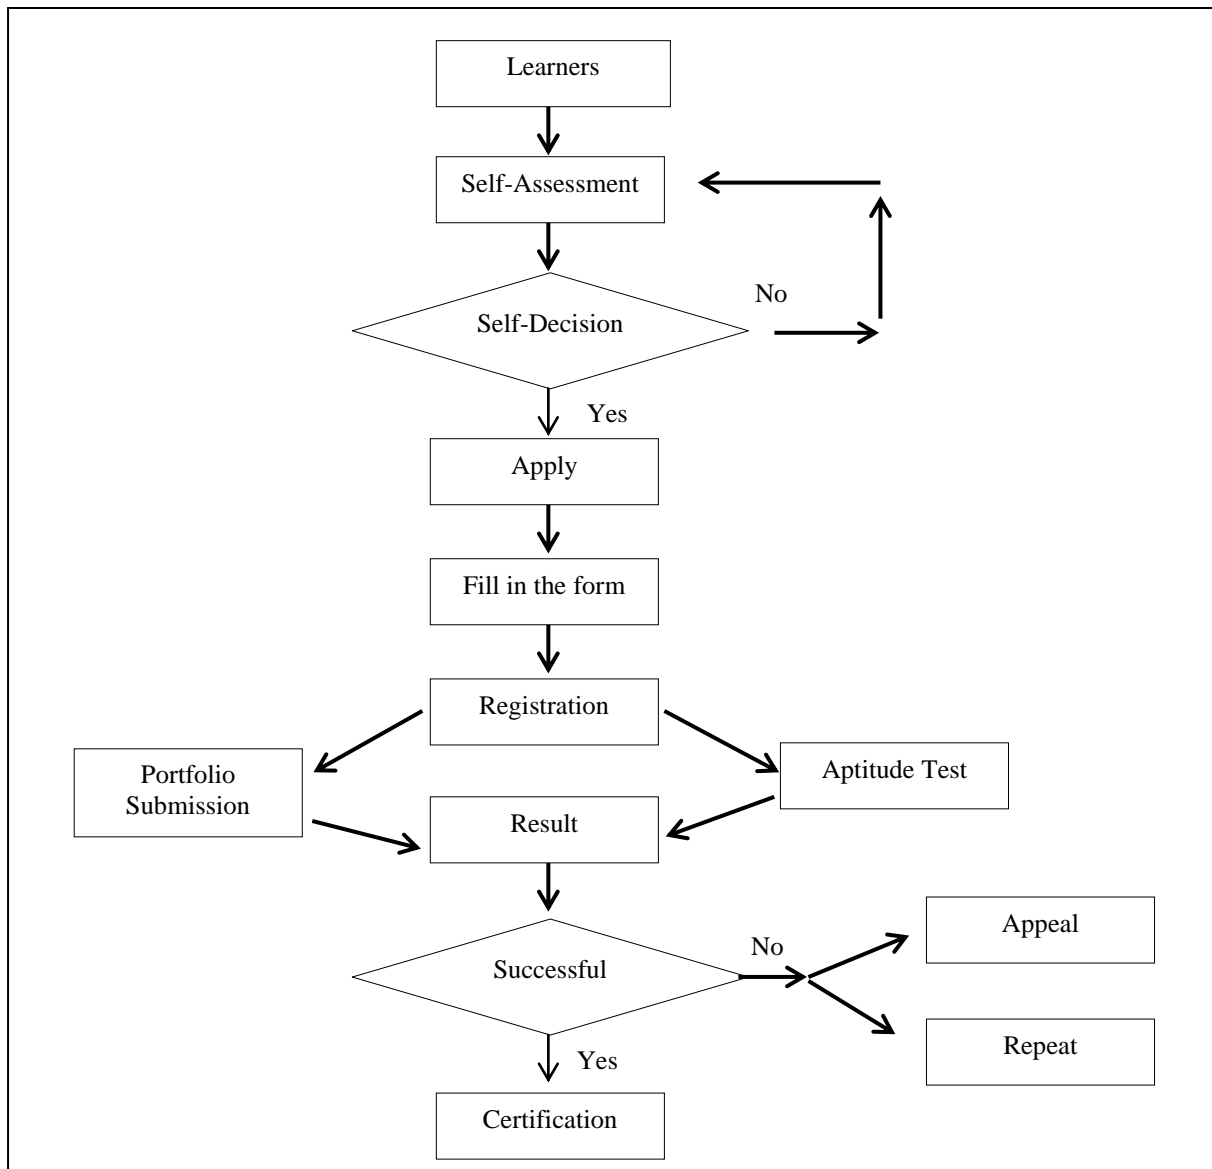 Learners
Self-Assessment
No
Self-Decision
Yes
Apply
Fill in the form
Registration
Portfolio
Submission
Aptitude Test
Result
Appeal
No
Successful
Repeat
Yes
Certification